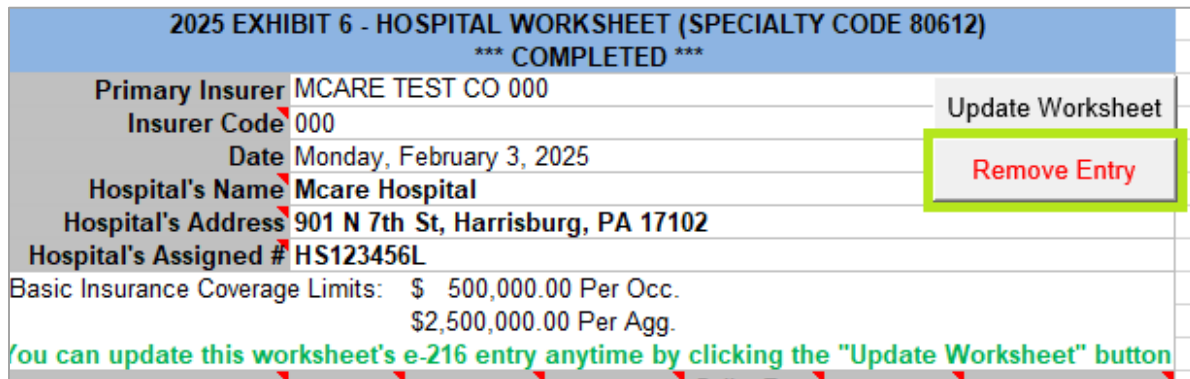 2025 EXHIBIT 6 - HOSPITAL WORKSHEET (SPECIALTY CODE 80612)
*** COMPLETED ***
Primary Insurer MCARE TEST CO 000
Update Worksheet
Insurer Code 000
Date Monday, February 3, 2025
Remove Entry
Hospital's Name Mcare Hospital
Hospital's Address 901 N 7th St, Harrisburg, PA 17102
Hospital's Assigned # HS123456L
Basic Insurance Coverage Limits: $ 500,000.00 Per Occ.
$2,500,000.00 Per Agg.
You can update this worksheet's e-216 entry anytime by clicking the "Update Worksheet" button